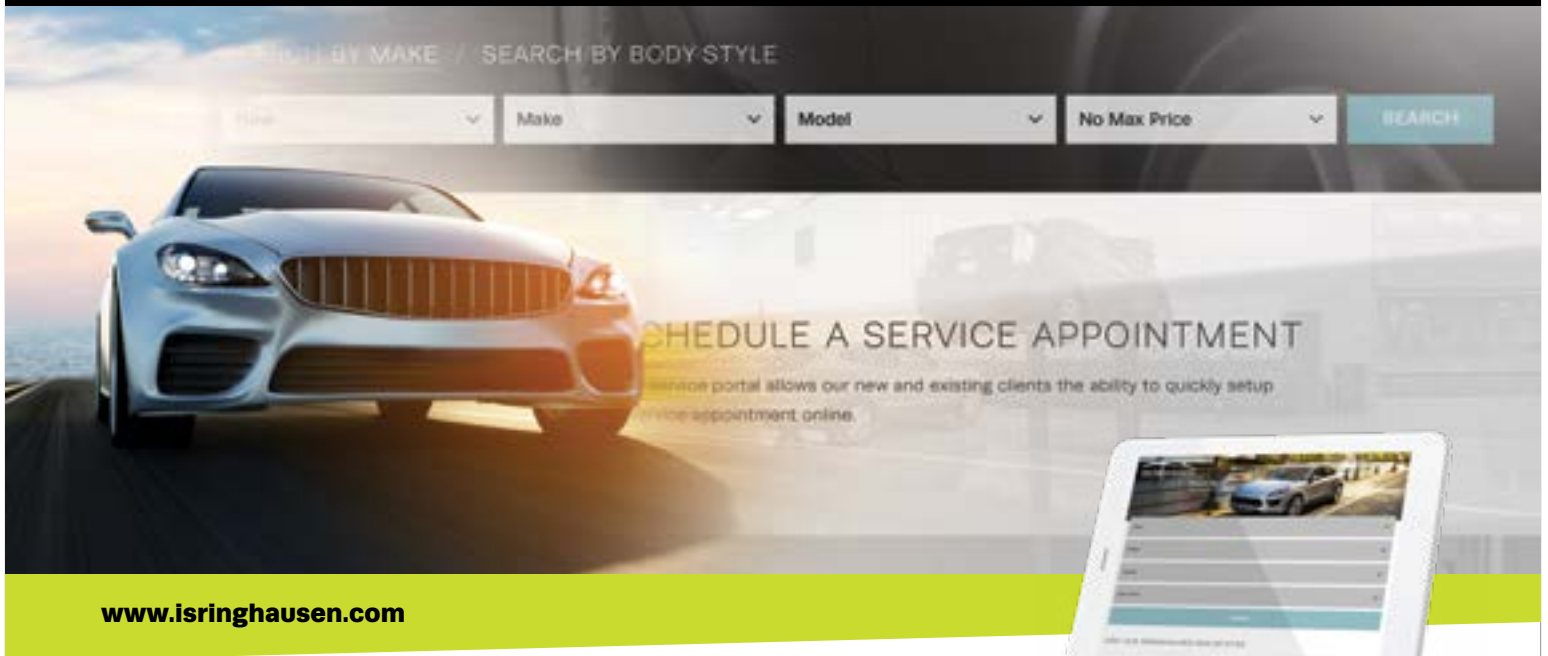 BY MAKE / SEARCH BY BODY STYLE
New Make Model No Max Price SEARCH
CHEDULE A SERVICE APPOINTMENT
service portal allows our new and existing clients the ability to quickly setup
appointment online.
www.isringhausen.com